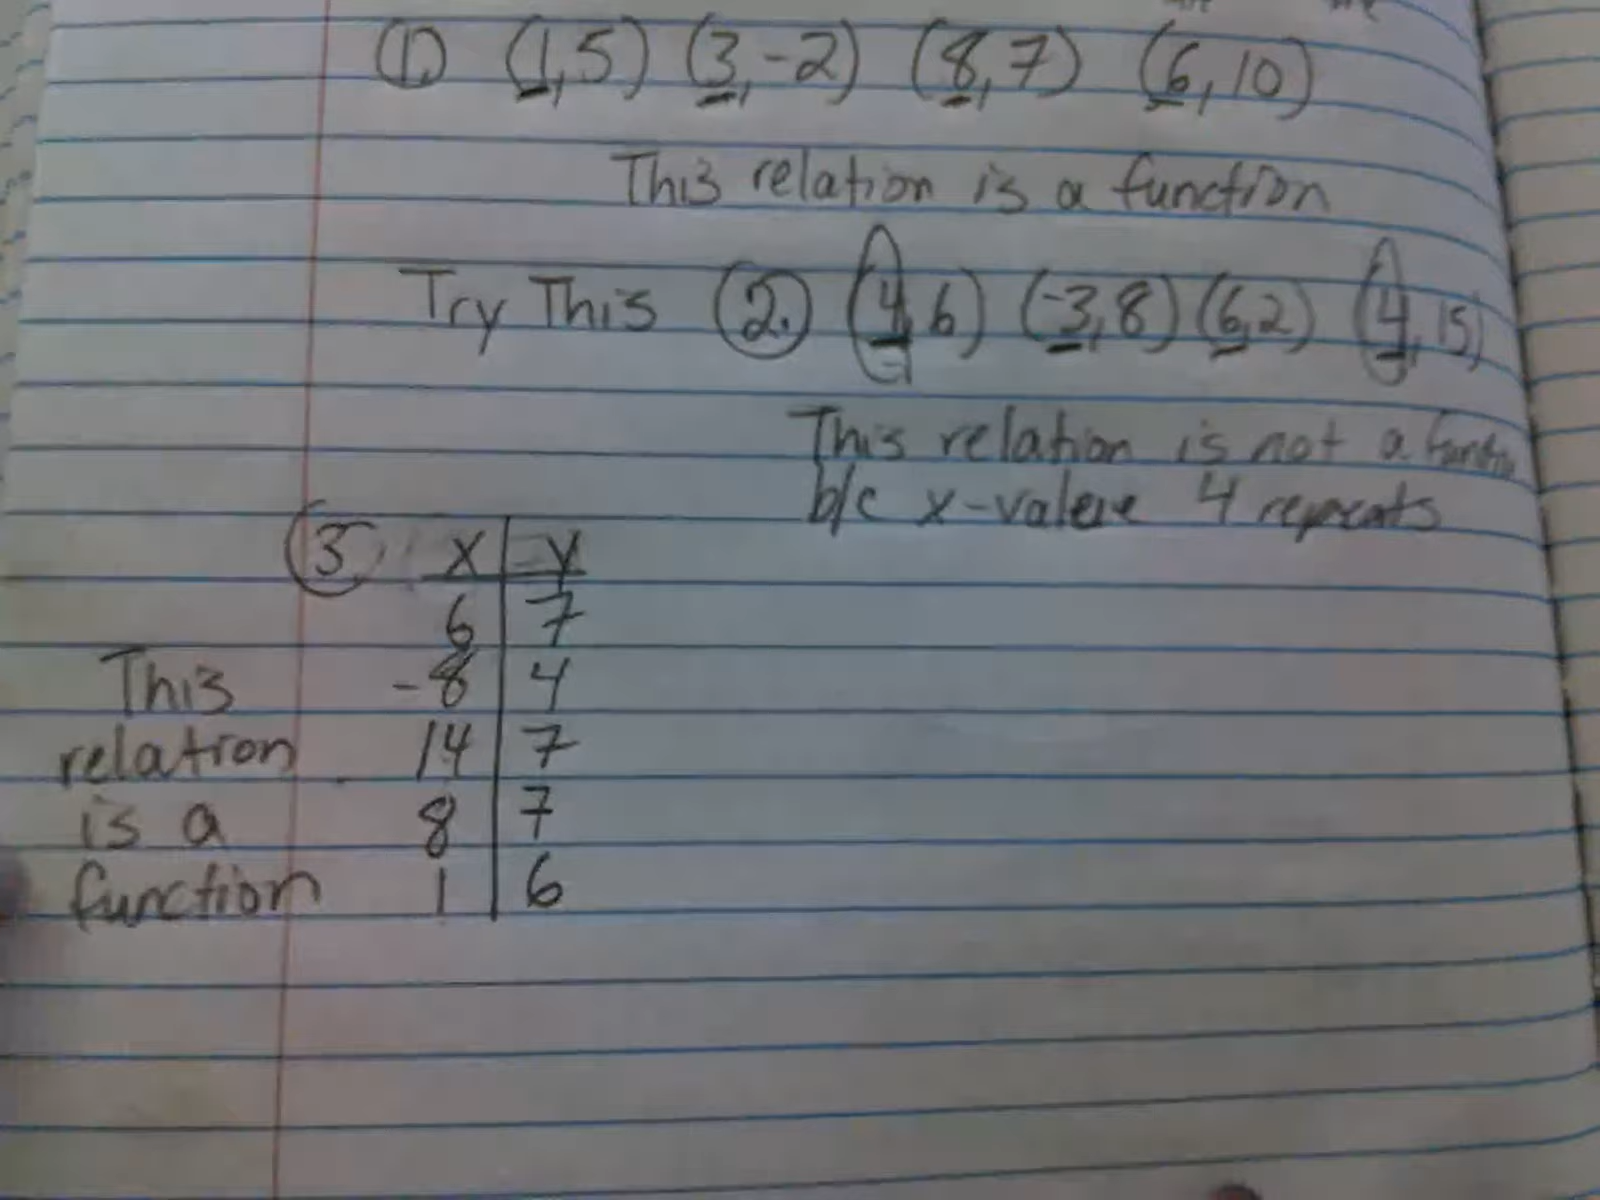 1. (1,5) (3,-2) (8,7) (6,10)
This relation is a function
Try This 2. (4,6) (-3,8) (6,2) (4,15)
This relation is not a functio
b/c x-value 4 repeats
3 x y
6 7
This -8 4
relation 14 7
is a 8 7
function 1 6